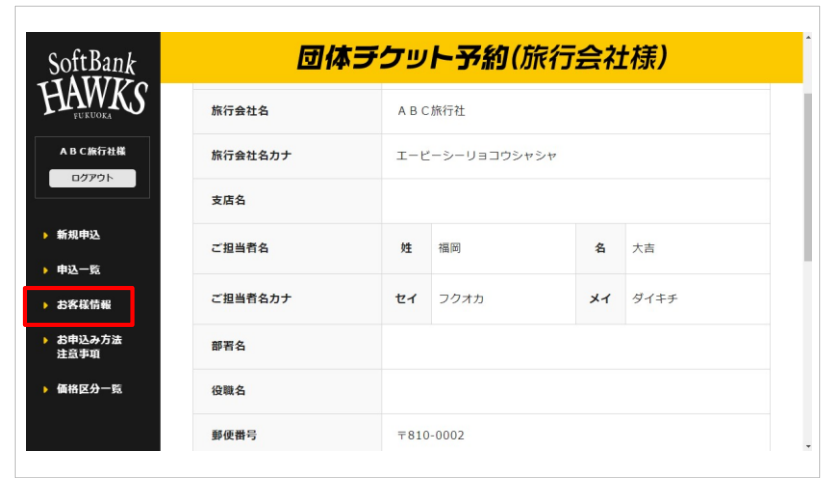 SoftBank
HAWKS
FUKUOKA
ABC旅行社様
ログアウト
新規申込
申込一覧
お客様情報
お申込み方法
注意事項
価格区分一覧
団体チケット予約(旅行会社様)
旅行会社名 ABC旅行社
旅行会社名カナ エービーシーリョコウシャシャ
支店名
ご担当者名 姓 福岡 名 大吉
ご担当者名カナ セイ フクオカ メイ ダイキチ
部署名
役職名
郵便番号 〒810-0002